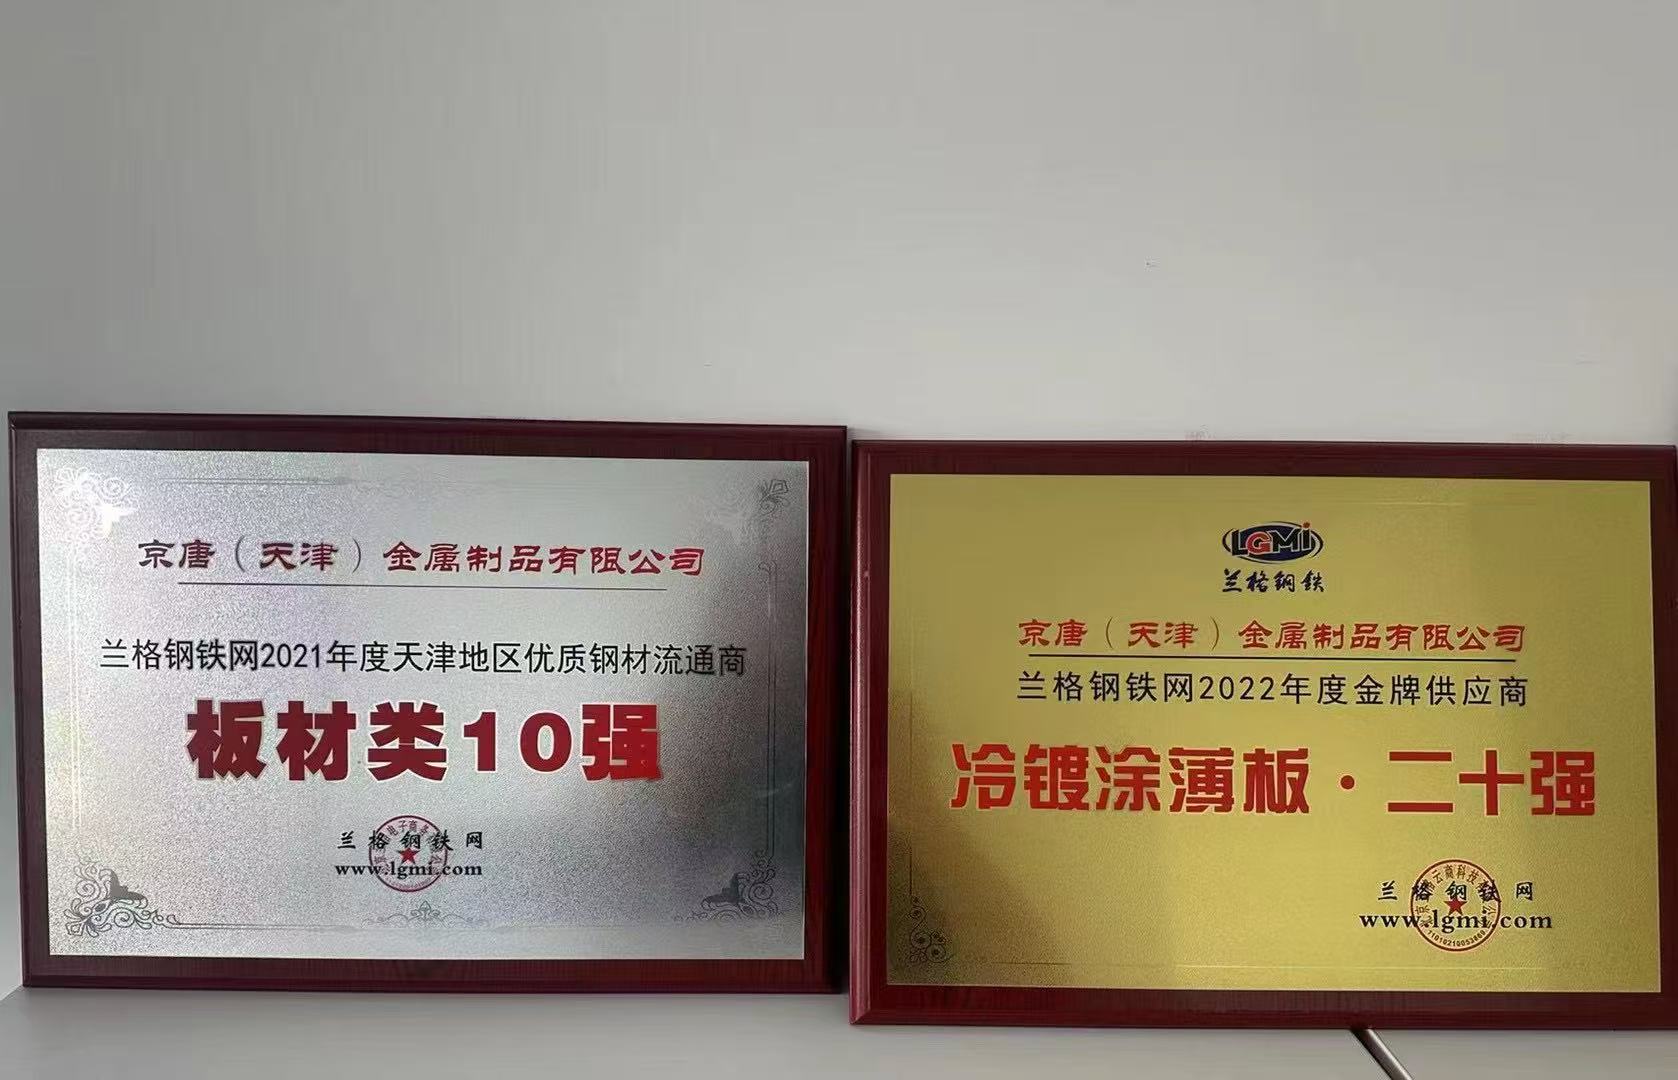 京唐（天津）金属制品有限公司
兰格钢铁网2021年度天津地区优质钢材流通商
板材类10强
兰格钢铁网
www.lgmi.com
LGMi
兰格钢铁
京唐（天津）金属制品有限公司
兰格钢铁网2022年度金牌供应商
冷镀涂薄板·二十强
兰格钢铁网
www.lgmi.com